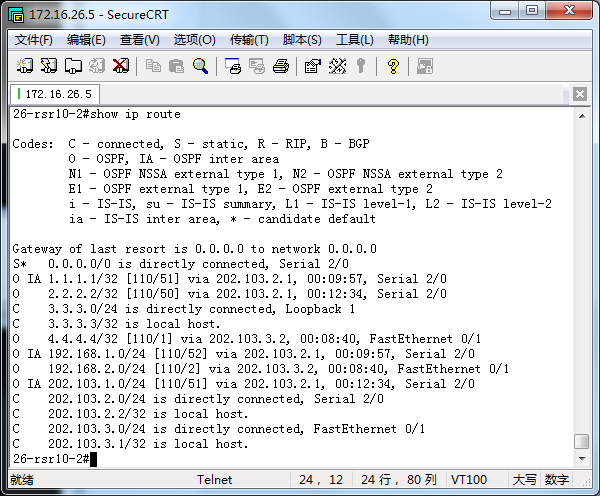 172.16.26.5 - SecureCRT
文件(F) 编辑(E) 查看(V) 选项(O) 传输(T) 脚本(S) 工具(L) 帮助(H)
172.16.26.5
26-rsr10-2#show ip route
Codes:  C - connected, S - static, R - RIP, B - BGP
        O - OSPF, IA - OSPF inter area
        N1 - OSPF NSSA external type 1, N2 - OSPF NSSA external type 2
        E1 - OSPF external type 1, E2 - OSPF external type 2
        i - IS-IS, su - IS-IS summary, L1 - IS-IS level-1, L2 - IS-IS level-2
        ia - IS-IS inter area, * - candidate default
Gateway of last resort is 0.0.0.0 to network 0.0.0.0
S*   0.0.0.0/0 is directly connected, Serial 2/0
O IA 1.1.1.1/32 [110/51] via 202.103.2.1, 00:09:57, Serial 2/0
O    2.2.2.2/32 [110/50] via 202.103.2.1, 00:12:34, Serial 2/0
C    3.3.3.0/24 is directly connected, Loopback 1
C    3.3.3.3/32 is local host.
O    4.4.4.4/32 [110/1] via 202.103.3.2, 00:08:40, FastEthernet 0/1
O IA 192.168.1.0/24 [110/52] via 202.103.2.1, 00:09:57, Serial 2/0
O    192.168.2.0/24 [110/2] via 202.103.3.2, 00:08:40, FastEthernet 0/1
O IA 202.103.1.0/24 [110/51] via 202.103.2.1, 00:12:34, Serial 2/0
C    202.103.2.0/24 is directly connected, Serial 2/0
C    202.103.2.2/32 is local host.
C    202.103.3.0/24 is directly connected, FastEthernet 0/1
C    202.103.3.1/32 is local host.
26-rsr10-2#
就绪 Telnet 24, 12 24 行, 80 列 VT100 大写 数字